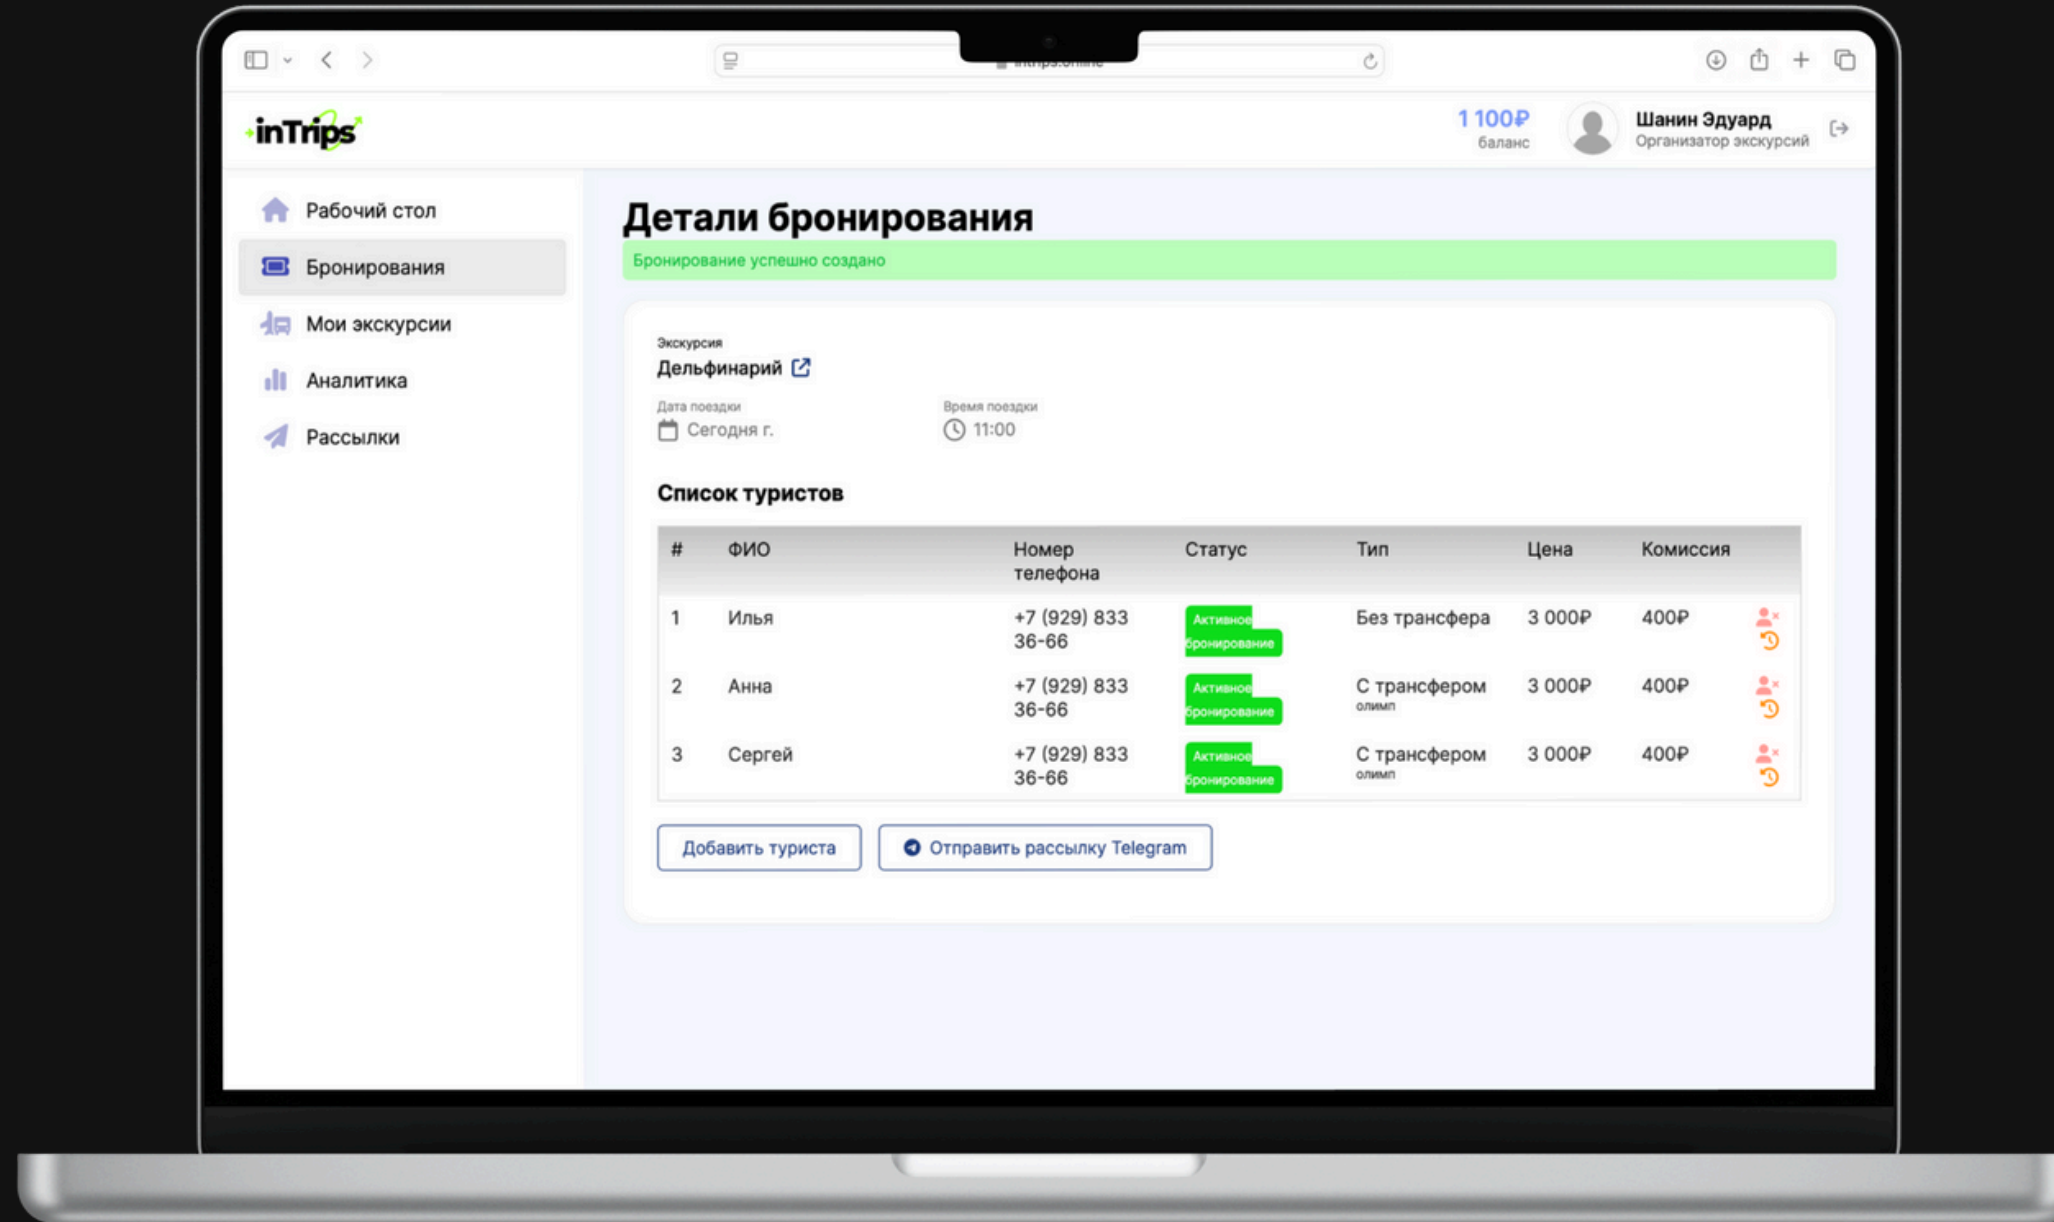 inTrips
1 100₽
баланс
Шанин Эдуард
Организатор экскурсий
Рабочий стол
Бронирования
Мои экскурсии
Аналитика
Рассылки
Детали бронирования
Бронирование успешно создано
Экскурсия
Дельфинарий
Дата поездки
Время поездки
Сегодня г.
11:00
Список туристов
# ФИО Номер телефона Статус Тип Цена Комиссия
1 Илья +7 (929) 833 36-66 Активное бронирование Без трансфера 3 000₽ 400₽
2 Анна +7 (929) 833 36-66 Активное бронирование С трансфером олимп 3 000₽ 400₽
3 Сергей +7 (929) 833 36-66 Активное бронирование С трансфером олимп 3 000₽ 400₽
Добавить туриста
Отправить рассылку Telegram